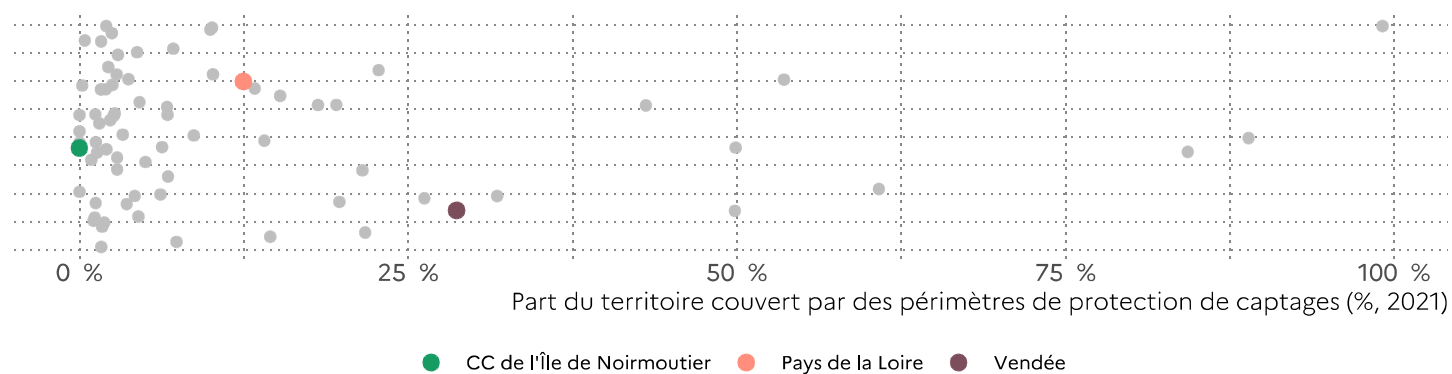 0 % 25 % 50 % 75 % 100 %
Part du territoire couvert par des périmètres de protection de captages (%, 2021)
CC de l'Île de Noirmoutier Pays de la Loire Vendée